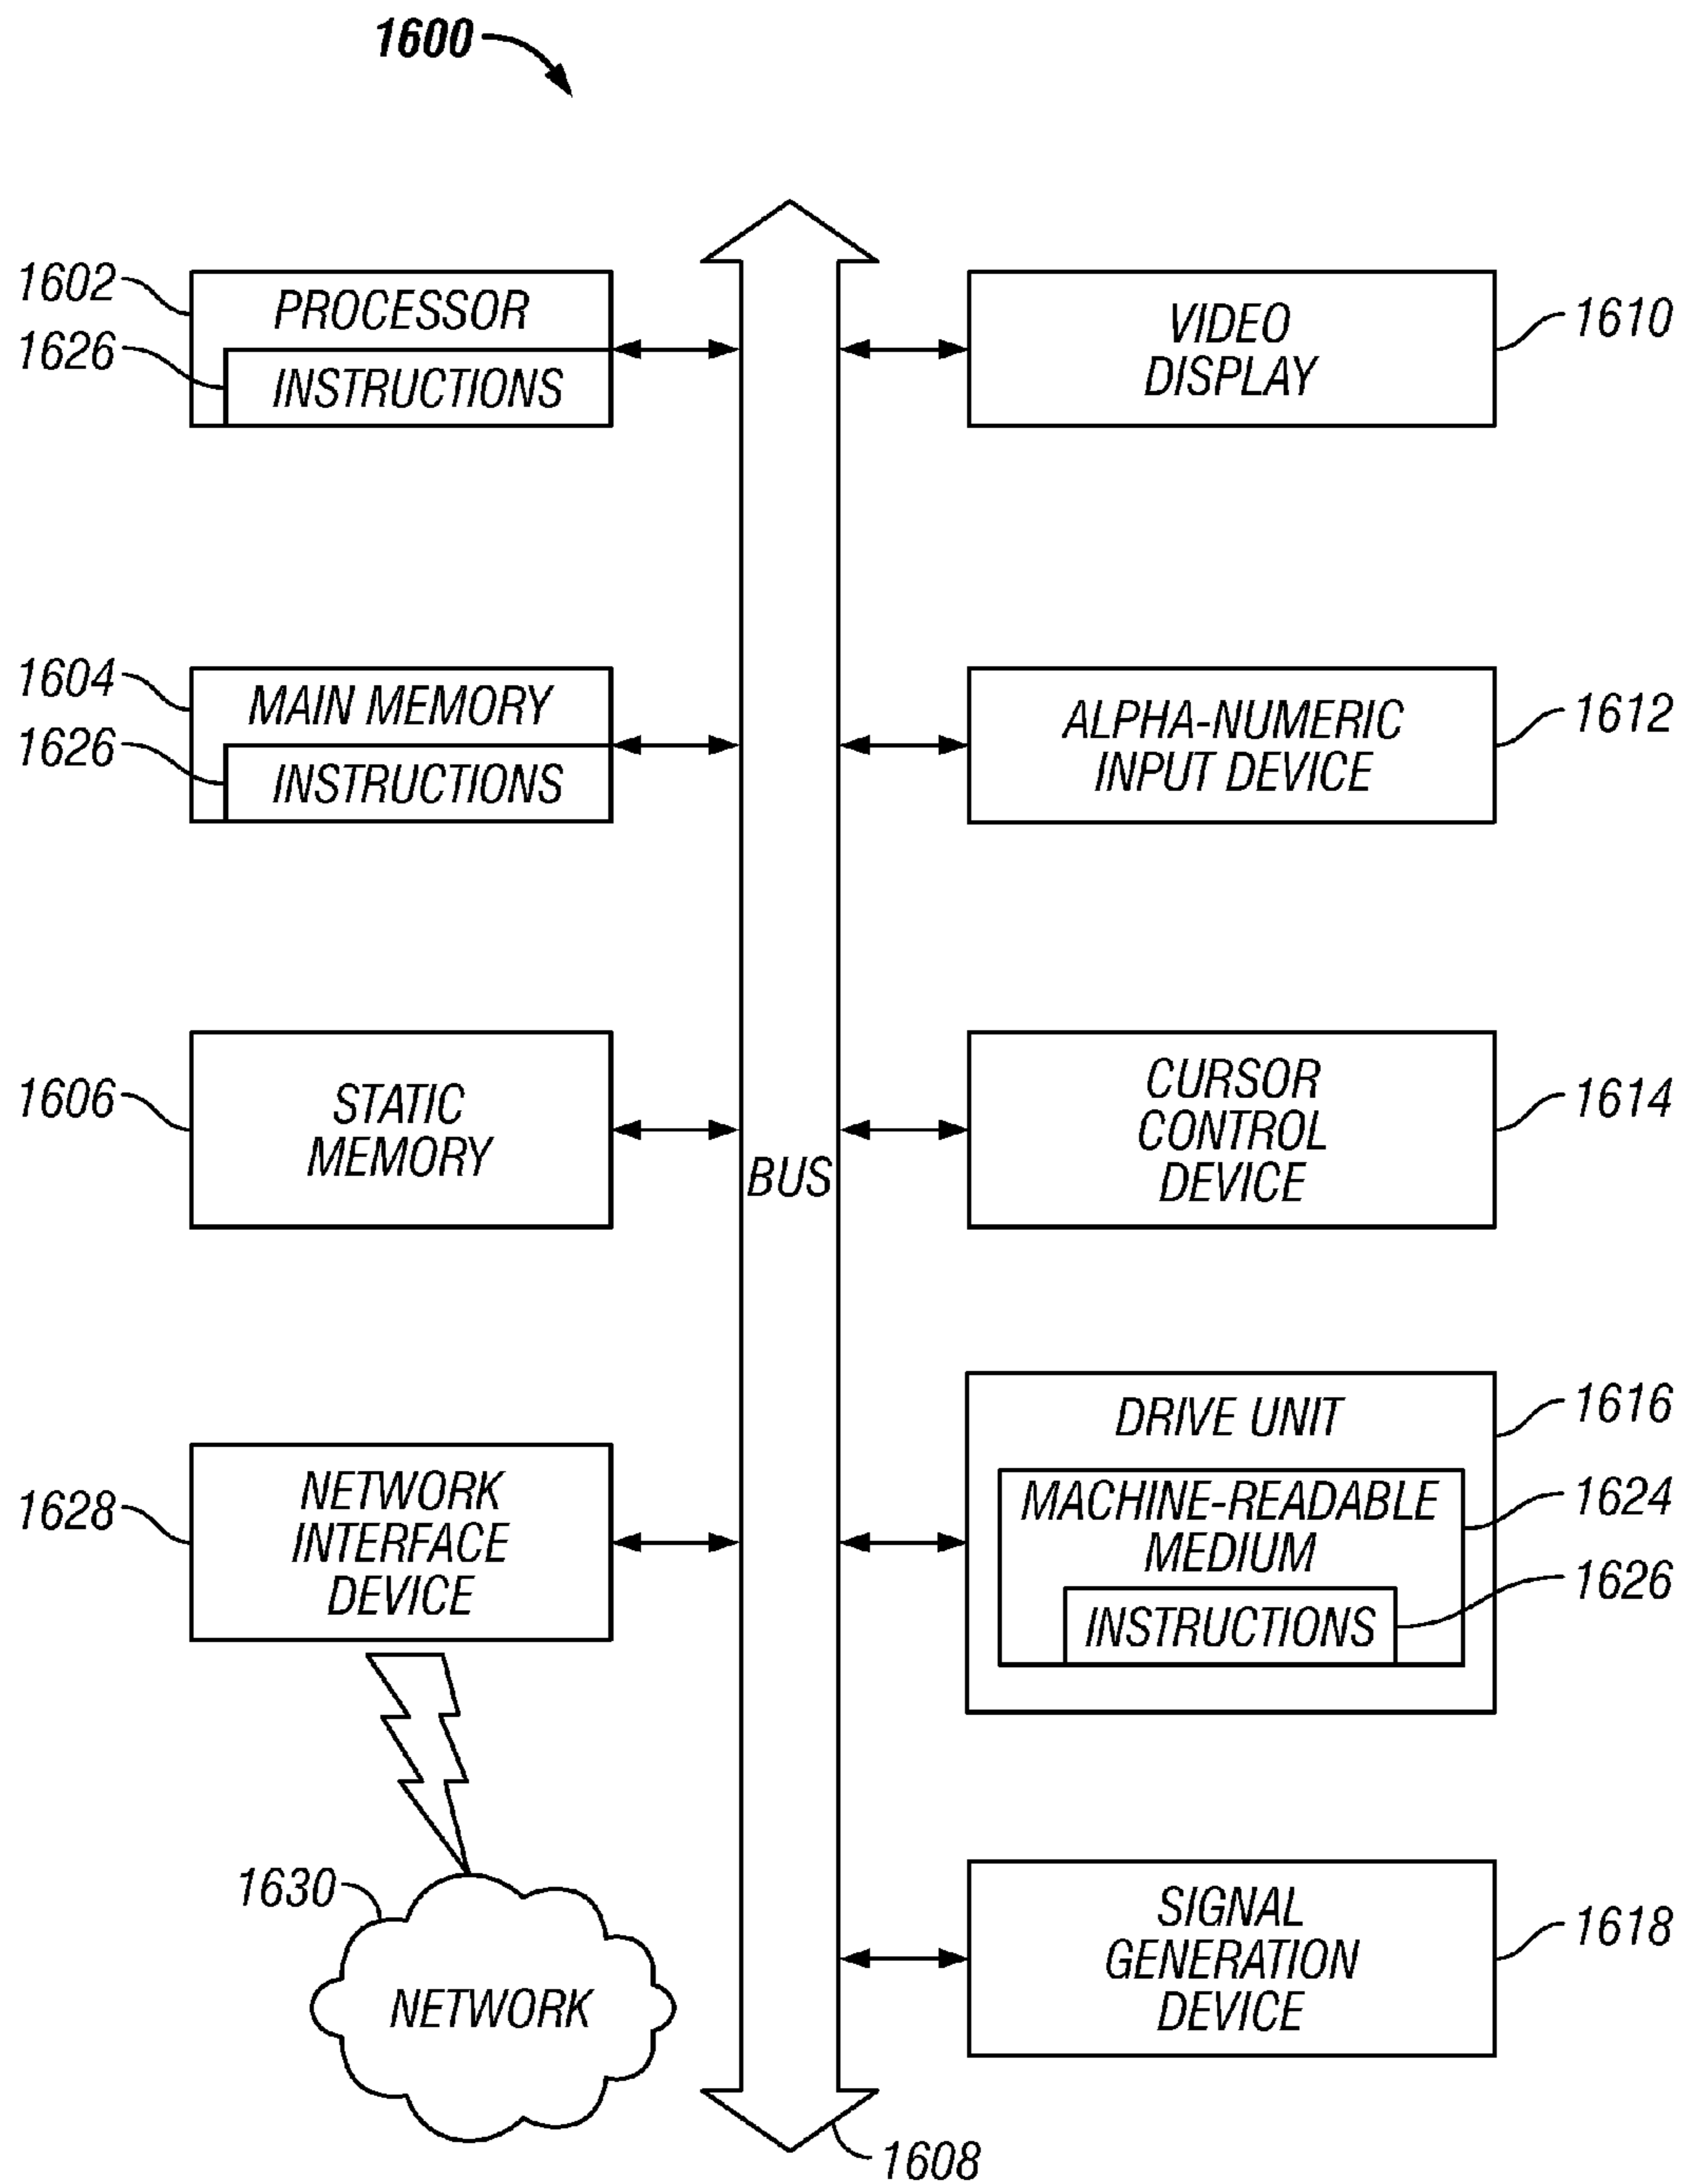 1600
1602
PROCESSOR
1626
INSTRUCTIONS
VIDEO
DISPLAY
1610
1604
MAIN MEMORY
1626
INSTRUCTIONS
ALPHA-NUMERIC
INPUT DEVICE
1612
1606
STATIC
MEMORY
BUS
CURSOR
CONTROL
DEVICE
1614
1628
NETWORK
INTERFACE
DEVICE
DRIVE UNIT
1616
MACHINE-READABLE
MEDIUM
1624
INSTRUCTIONS
1626
1630
NETWORK
SIGNAL
GENERATION
DEVICE
1618
1608